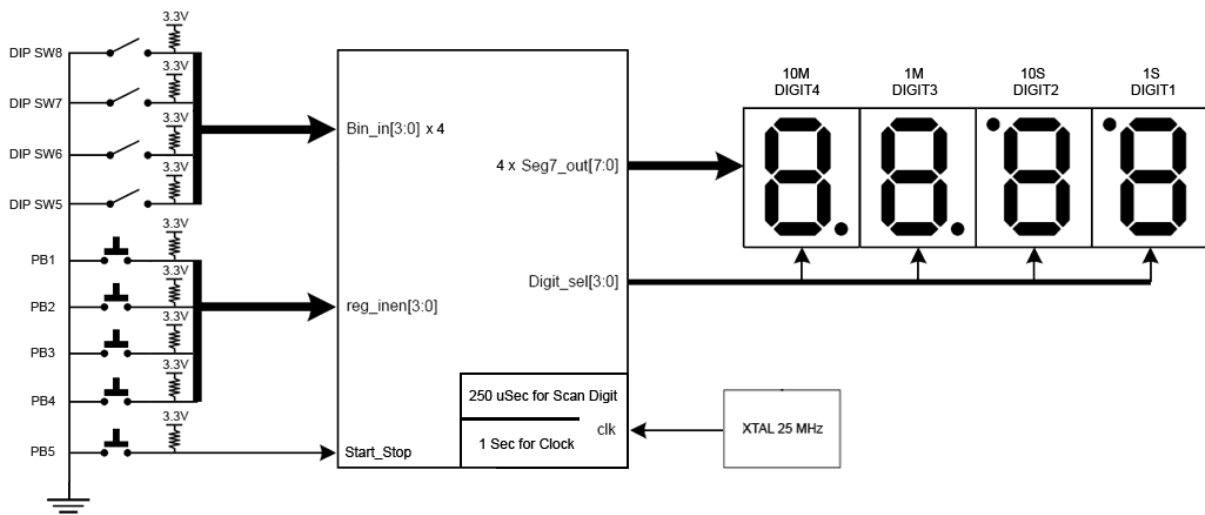 3.3V
DIP SW8
3.3V
DIP SW7
3.3V
DIP SW6
3.3V
DIP SW5
3.3V
PB1
3.3V
PB2
3.3V
PB3
3.3V
PB4
3.3V
PB5
Bin_in[3:0] x 4
reg_inen[3:0]
Start_Stop
4 x Seg7_out[7:0]
Digit_sel[3:0]
250 uSec for Scan Digit
clk
1 Sec for Clock
XTAL 25 MHz
10M
DIGIT4
1M
DIGIT3
10S
DIGIT2
1S
DIGIT1